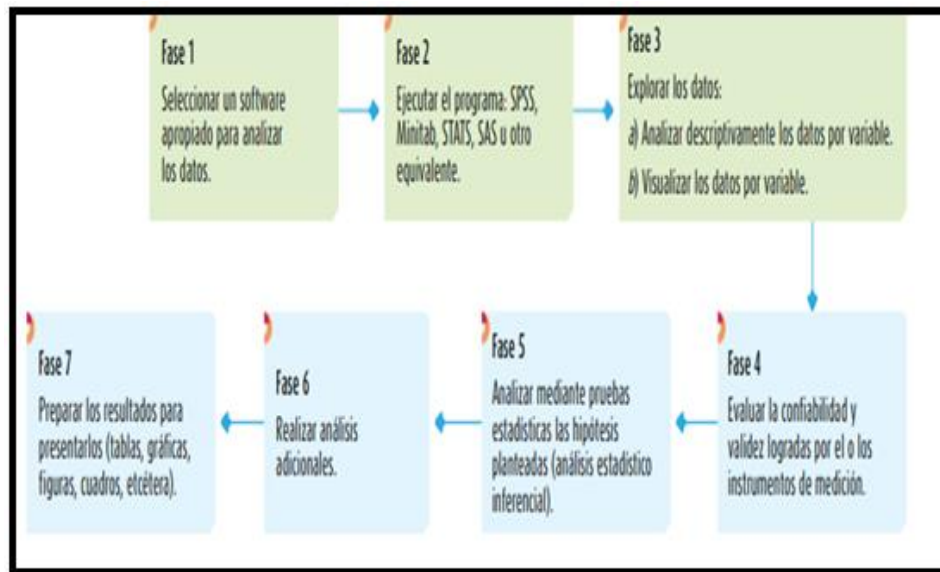 Fase 1
Seleccionar un software
apropiado para analizar
los datos.
Fase 2
Ejecutar el programa: SPSS,
Minitab, STATS, SAS u otro
equivalente.
Fase 3
Explorar los datos:
a) Analizar descriptivamente los datos por variable.
b) Visualizar los datos por variable.
Fase 4
Evaluar la confiabilidad y
validez logradas por el o los
instrumentos de medición.
Fase 5
Analizar mediante pruebas
estadísticas las hipótesis
planteadas (análisis estadístico
inferencial).
Fase 6
Realizar análisis
adicionales.
Fase 7
Preparar los resultados para
presentarlos (tablas, gráficas,
figuras, cuadros, etcétera).